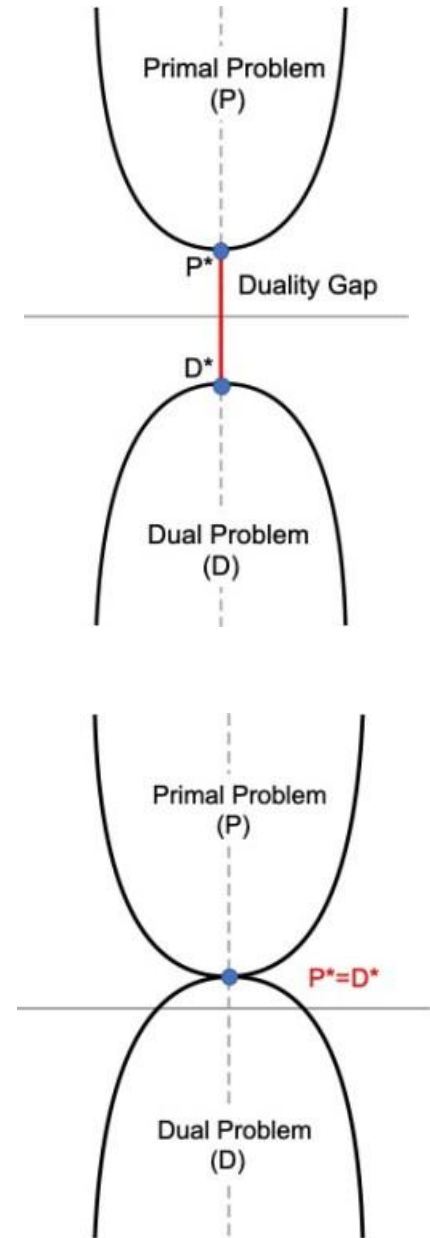 Primal Problem
(P)
P*
Duality Gap
D*
Dual Problem
(D)
Primal Problem
(P)
P*=D*
Dual Problem
(D)